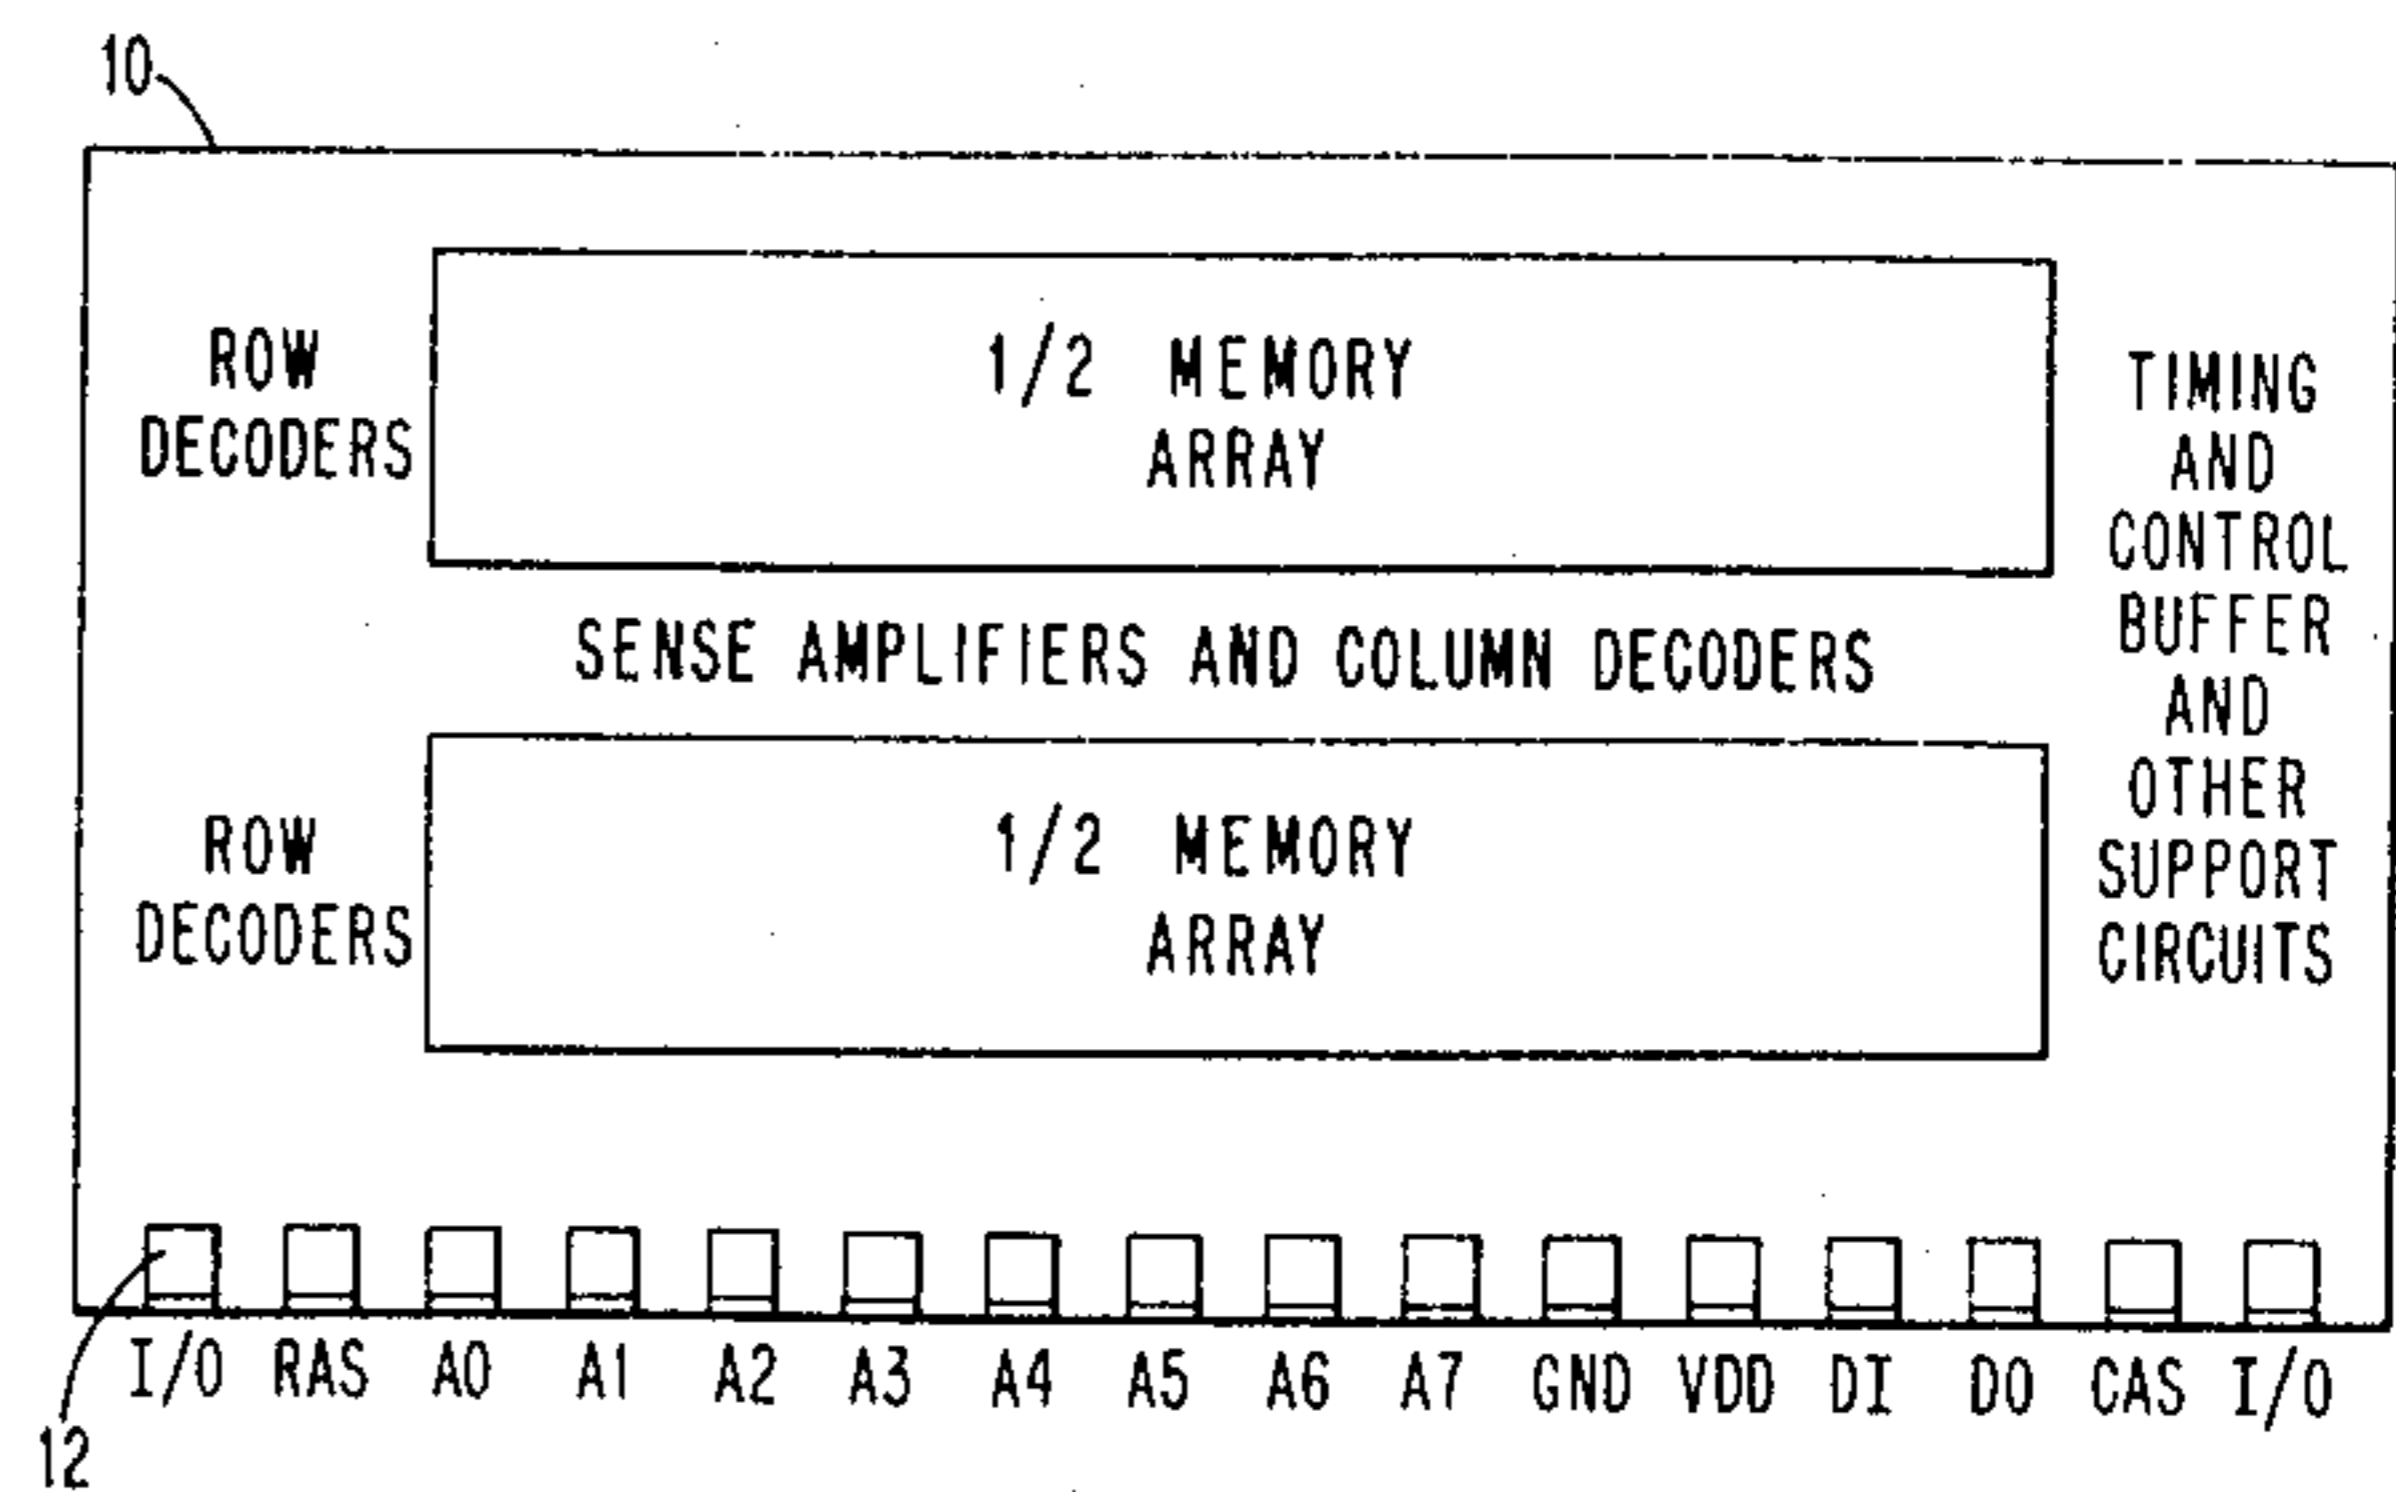 10
ROW
DECODERS
1/2 MEMORY
ARRAY
TIMING
AND
CONTROL
BUFFER
AND
OTHER
SUPPORT
CIRCUITS
SENSE AMPLIFIERS AND COLUMN DECODERS
ROW
DECODERS
1/2 MEMORY
ARRAY
I/O RAS A0 A1 A2 A3 A4 A5 A6 A7 GND VDD DI DO CAS I/O
12